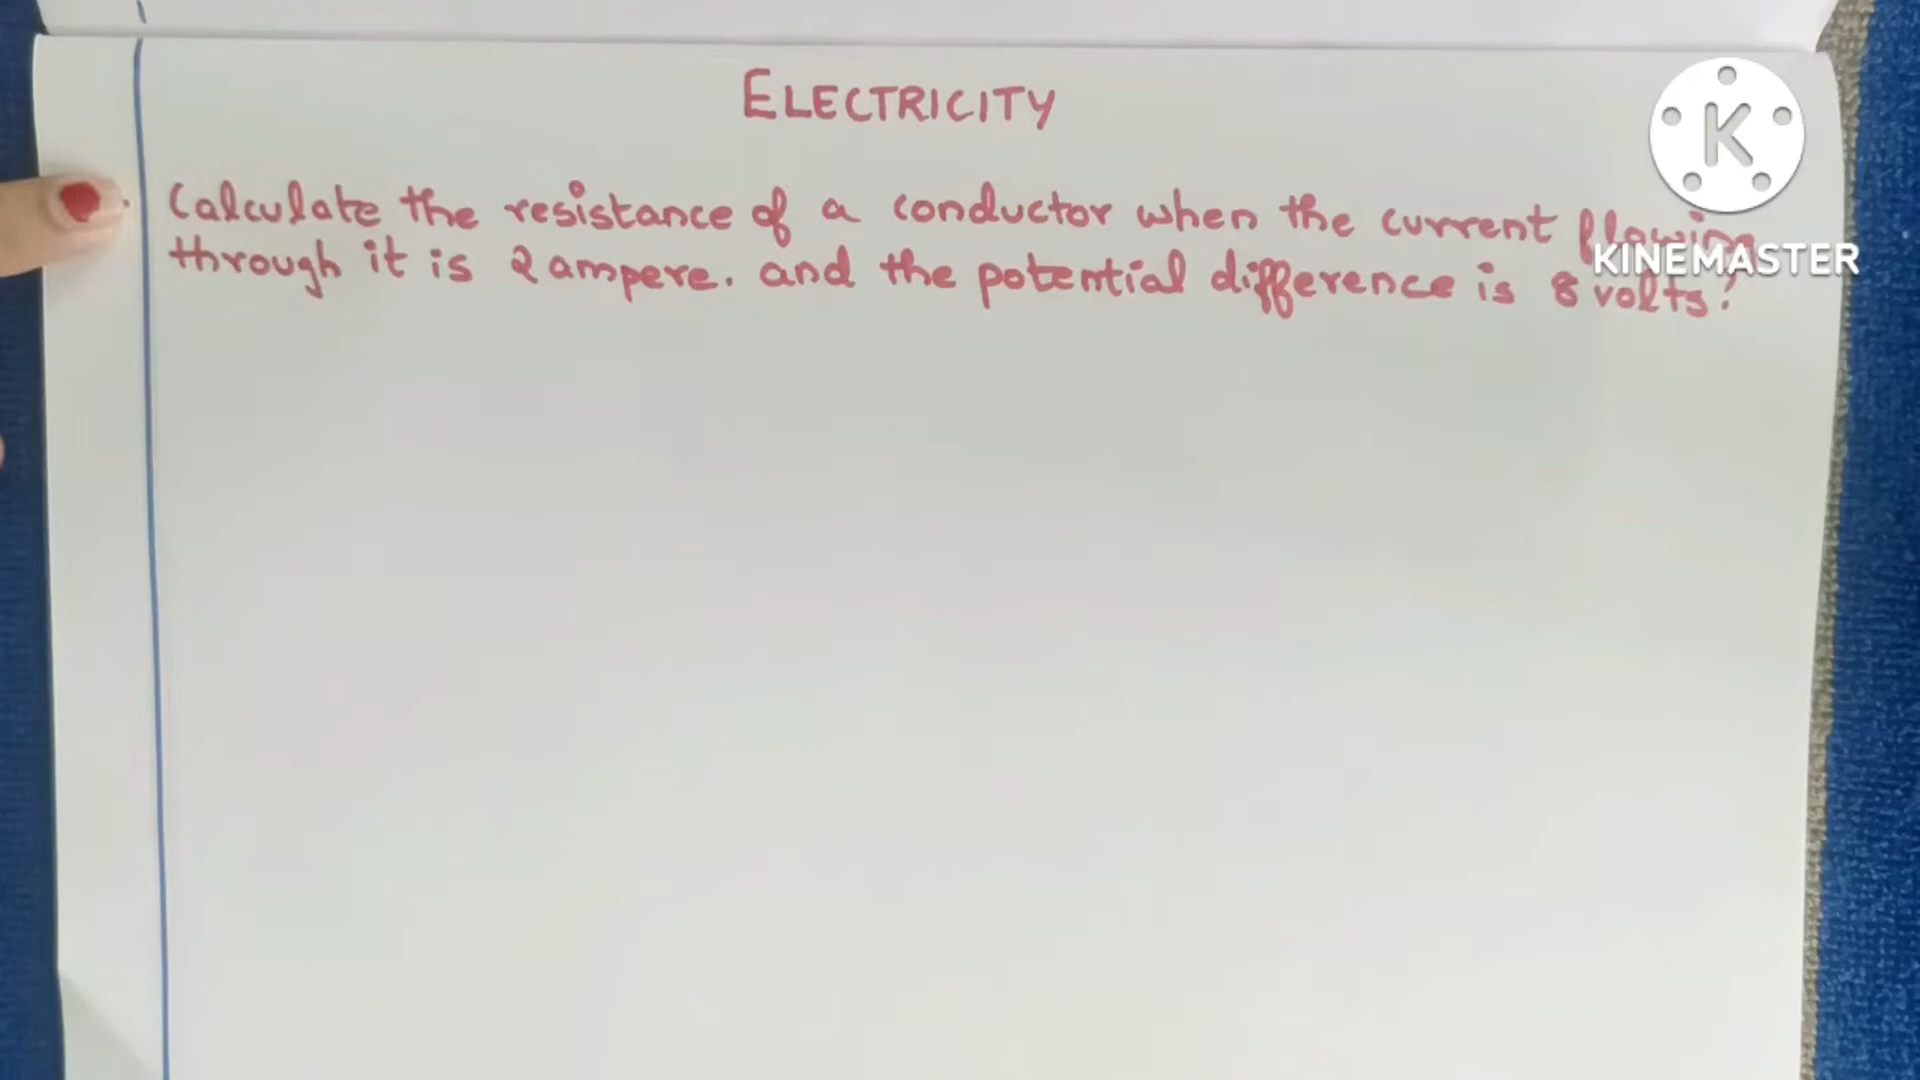 ELECTRICITY
Calculate the resistance of a conductor when the current flowing
through it is 2 ampere. and the potential difference is 8 volts?
K
KINEMASTER